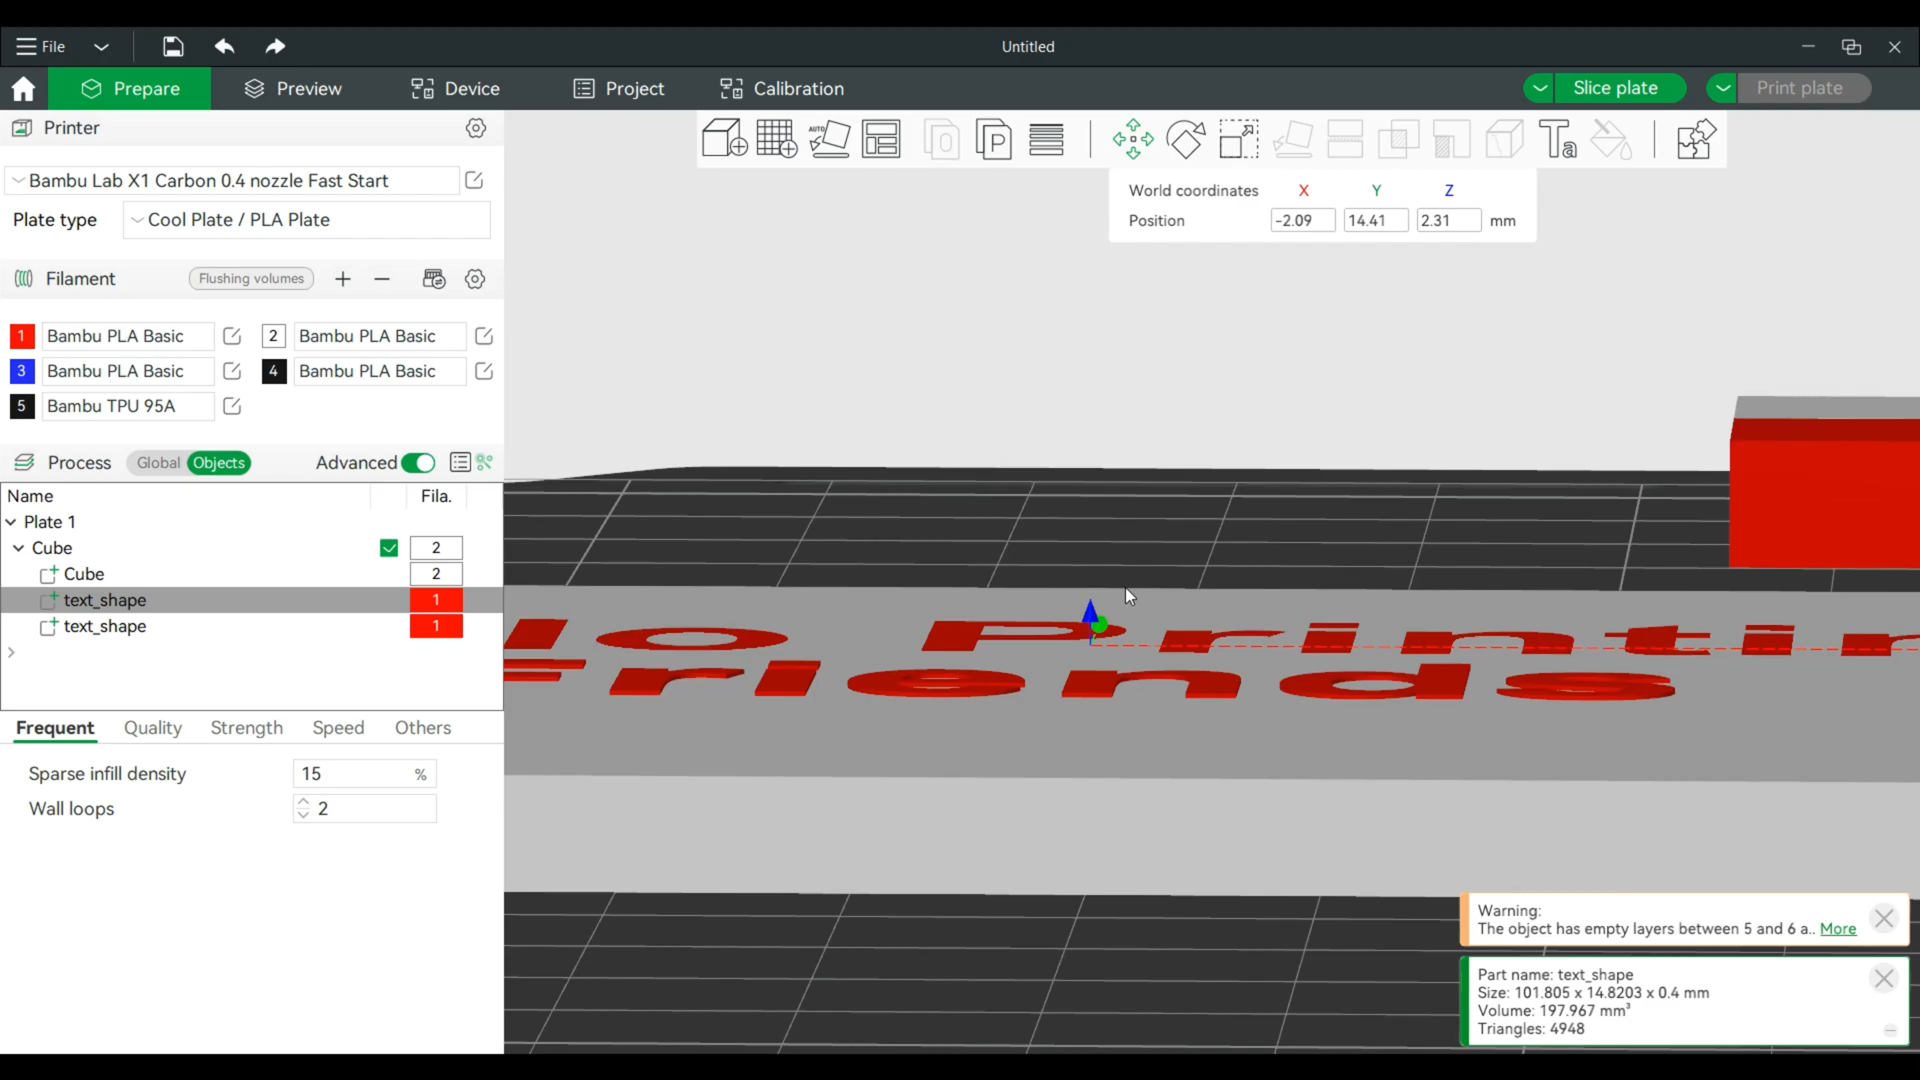 File
Untitled
Prepare
Preview
Device
Project
Calibration
Slice plate
Print plate
Printer
Bambu Lab X1 Carbon 0.4 nozzle Fast Start
Plate type
Cool Plate / PLA Plate
AUTO
World coordinates X Y Z
Position -2.09 14.41 2.31 mm
Filament
Flushing volumes
1 Bambu PLA Basic
2 Bambu PLA Basic
3 Bambu PLA Basic
4 Bambu PLA Basic
5 Bambu TPU 95A
Process
Global
Objects
Advanced
Name
Fila.
Plate 1
Cube 2
Cube 2
text_shape 1
text_shape 1
Frequent
Quality
Strength
Speed
Others
Sparse infill density 15 %
Wall loops 2
lo Printin
Friends
Warning:
The object has empty layers between 5 and 6 a.. More
Part name: text_shape
Size: 101.805 x 14.8203 x 0.4 mm
Volume: 197.967 mm³
Triangles: 4948